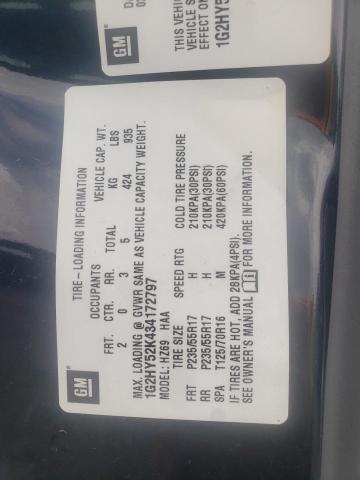 GM
TIRE-LOADING INFORMATION
OCCUPANTS VEHICLE CAP. WT.
FRT. CTR. RR. TOTAL KG LBS
2 0 3 5 424 935
MAX. LOADING @ GVWR SAME AS VEHICLE CAPACITY WEIGHT.
1G2HY52K434172797
MODEL: HZ69 HAA
TIRE SIZE SPEED RTG COLD TIRE PRESSURE
FRT P235/55R17 H 210KPA(30PSI)
RR P235/55R17 H 210KPA(30PSI)
SPA T125/70R16 M 420KPA(60PSI)
IF TIRES ARE HOT, ADD 28KPA(4PSI).
SEE OWNER'S MANUAL FOR MORE INFORMATION.
GM
THIS VEHICLE
VEHICLE S
EFFECT ON
1G2HY5